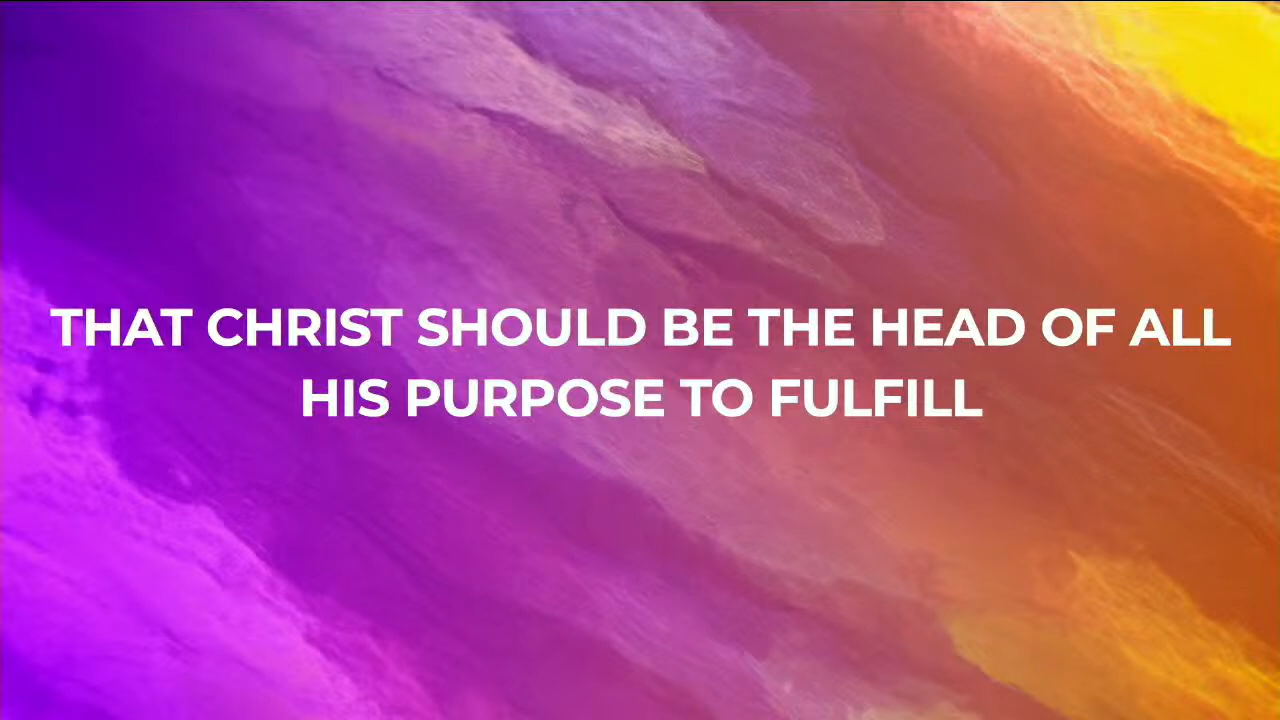 THAT CHRIST SHOULD BE THE HEAD OF ALL
HIS PURPOSE TO FULFILL